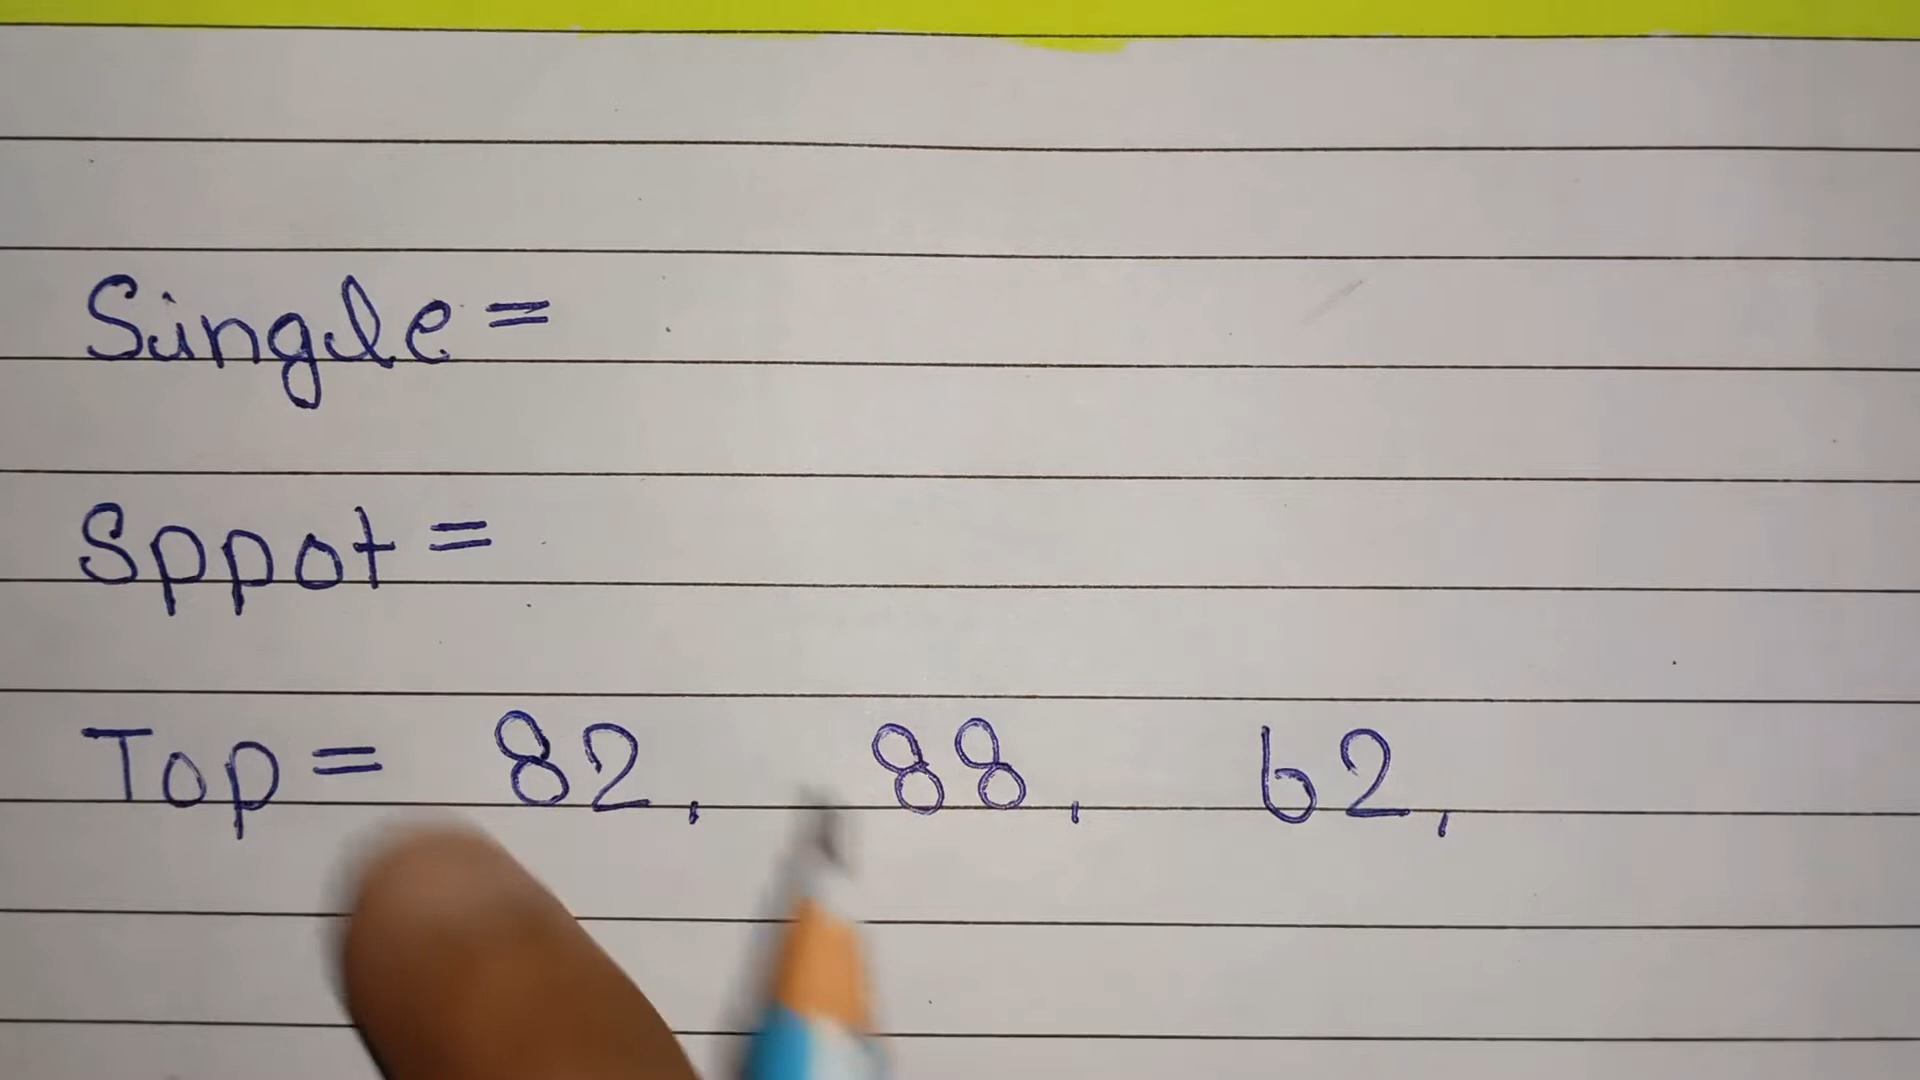 Single =
Sppot =
Top = 82, 88, 62,